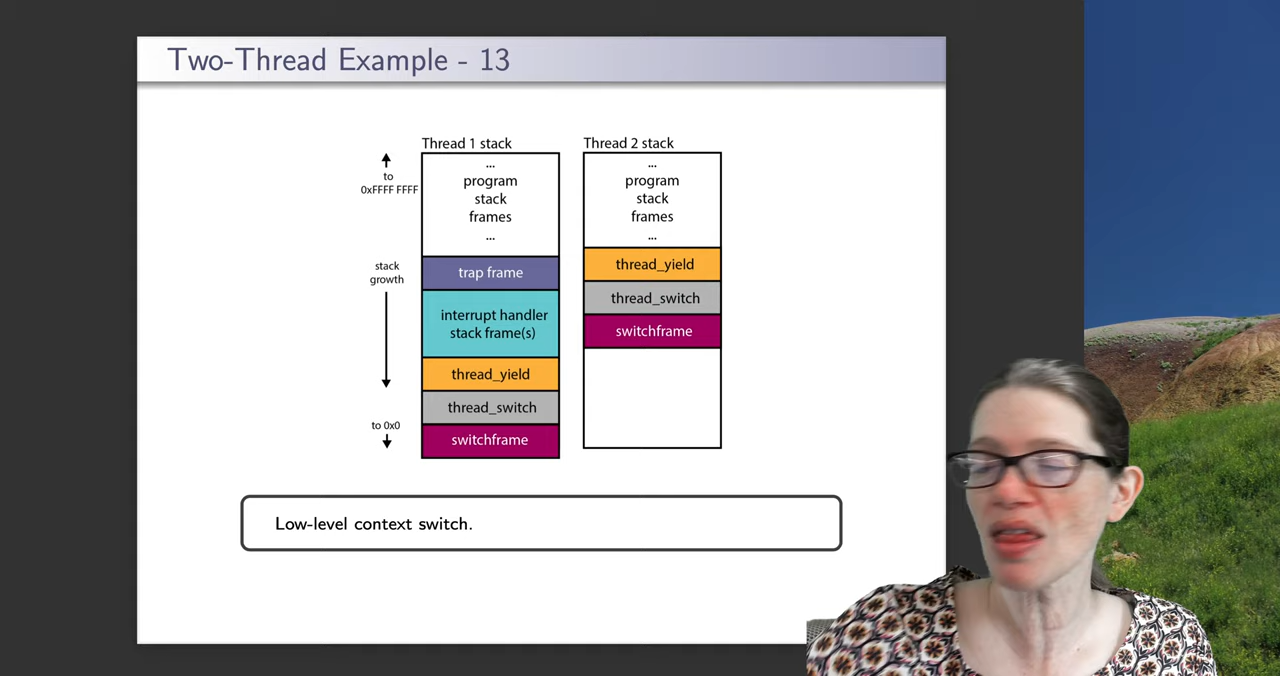 Two-Thread Example - 13
Thread 1 stack
...
program
stack
frames
...
trap frame
interrupt handler
stack frame(s)
thread_yield
thread_switch
switchframe
Thread 2 stack
...
program
stack
frames
...
thread_yield
thread_switch
switchframe
to
0xFFFF FFFF
stack
growth
to 0x0
Low-level context switch.